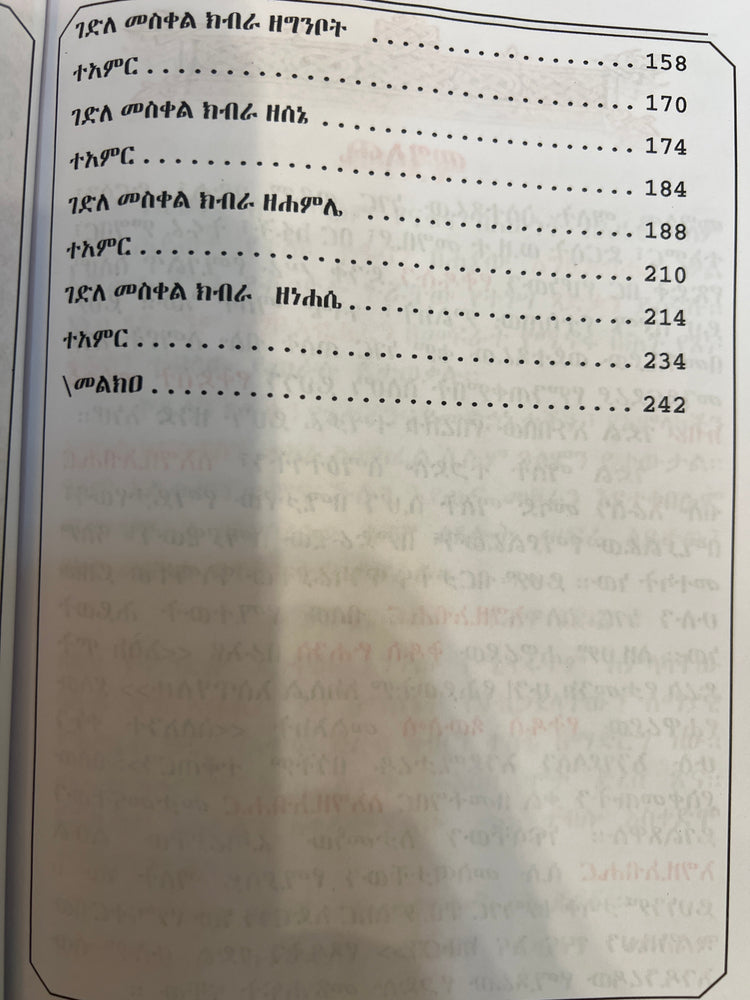 ገድለ መስቀል ክብራ ዘግንቦት .................... 158
ተአምር .................................... 170
ገድለ መስቀል ክብራ ዘሰኔ ........................ 174
ተአምር .................................... 184
ገድለ መስቀል ክብራ ዘሐምሌ .................... 188
ተአምር .................................... 210
ገድለ መስቀል ክብራ ዘነሐሴ ...................... 214
ተአምር .................................... 234
\መልክዐ .................................... 242